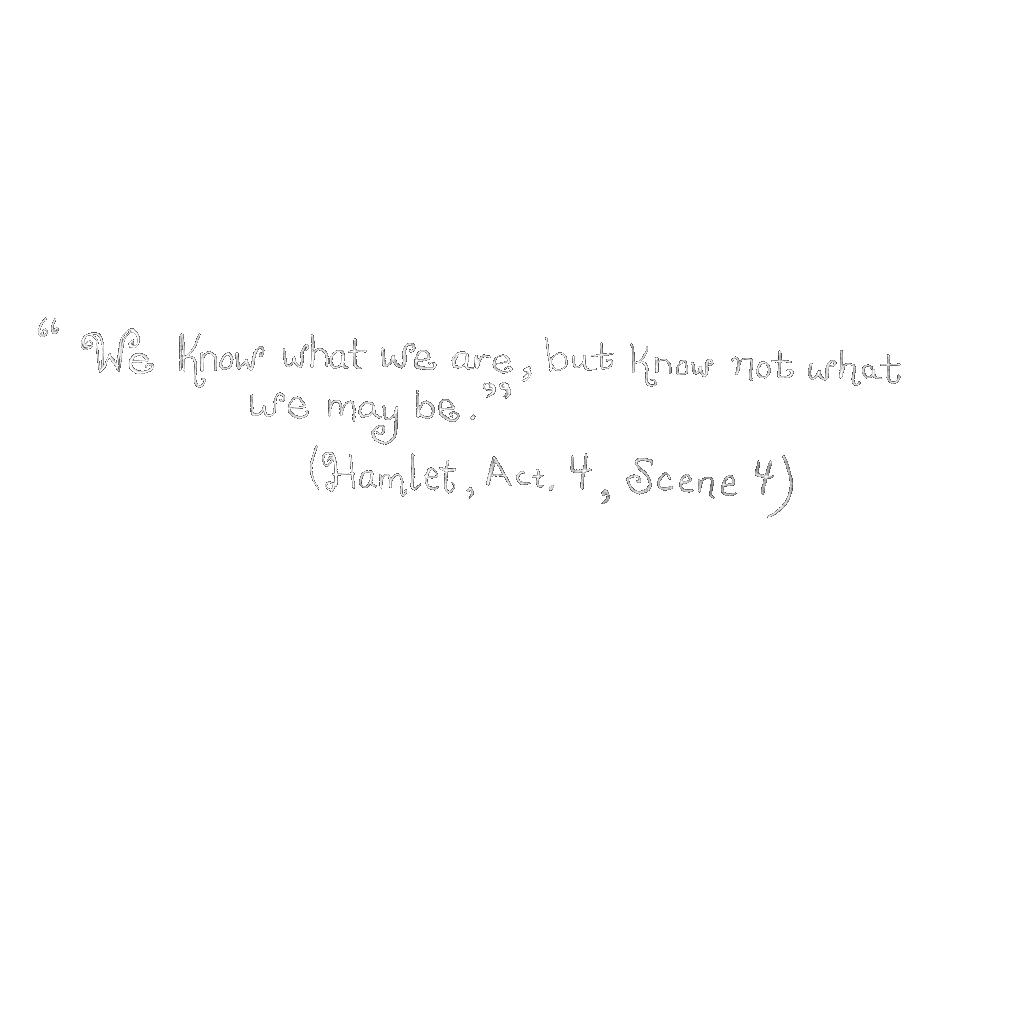 “We Know what we are, but Know not what
we may be.”
(Hamlet, Act. 4, Scene 4)